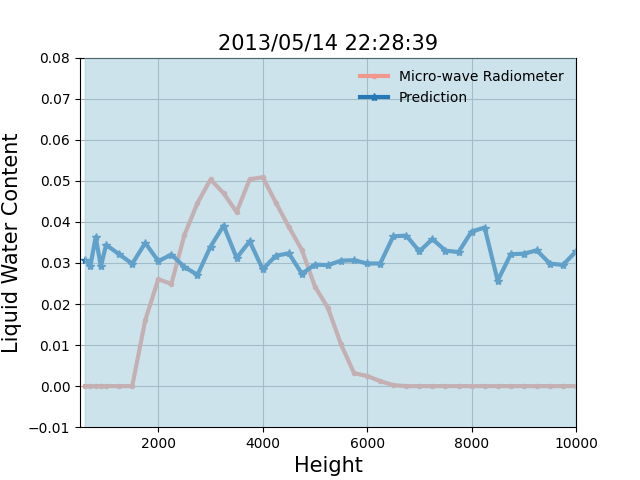 2013/05/14 22:28:39
Micro-wave Radiometer
Prediction
Liquid Water Content
0.08
0.07
0.06
0.05
0.04
0.03
0.02
0.01
0.00
−0.01
2000 4000 6000 8000 10000
Height